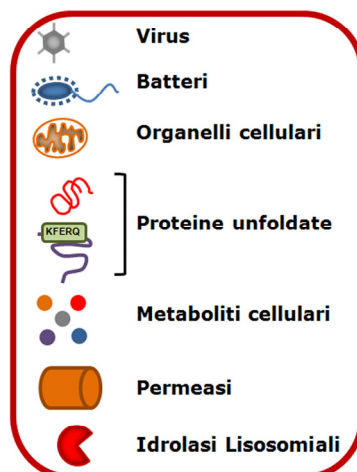 Virus
Batteri
Organelli cellulari
KFERQ
Proteine unfoldate
Metaboliti cellulari
Permeasi
Idrolasi Lisosomiali